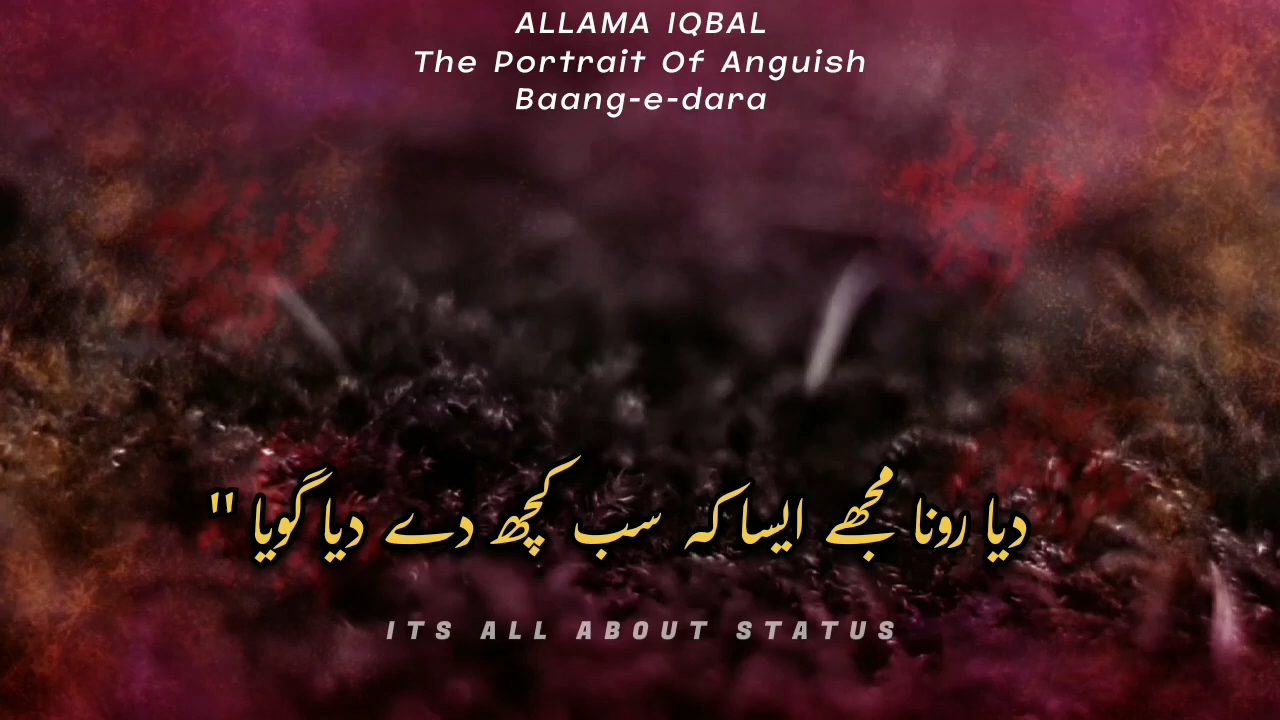 ALLAMA IQBAL
The Portrait Of Anguish
Baang-e-dara
دیا رونا مجھے ایسا کہ سب کچھ دے دیا گویا "
ITS ALL ABOUT STATUS